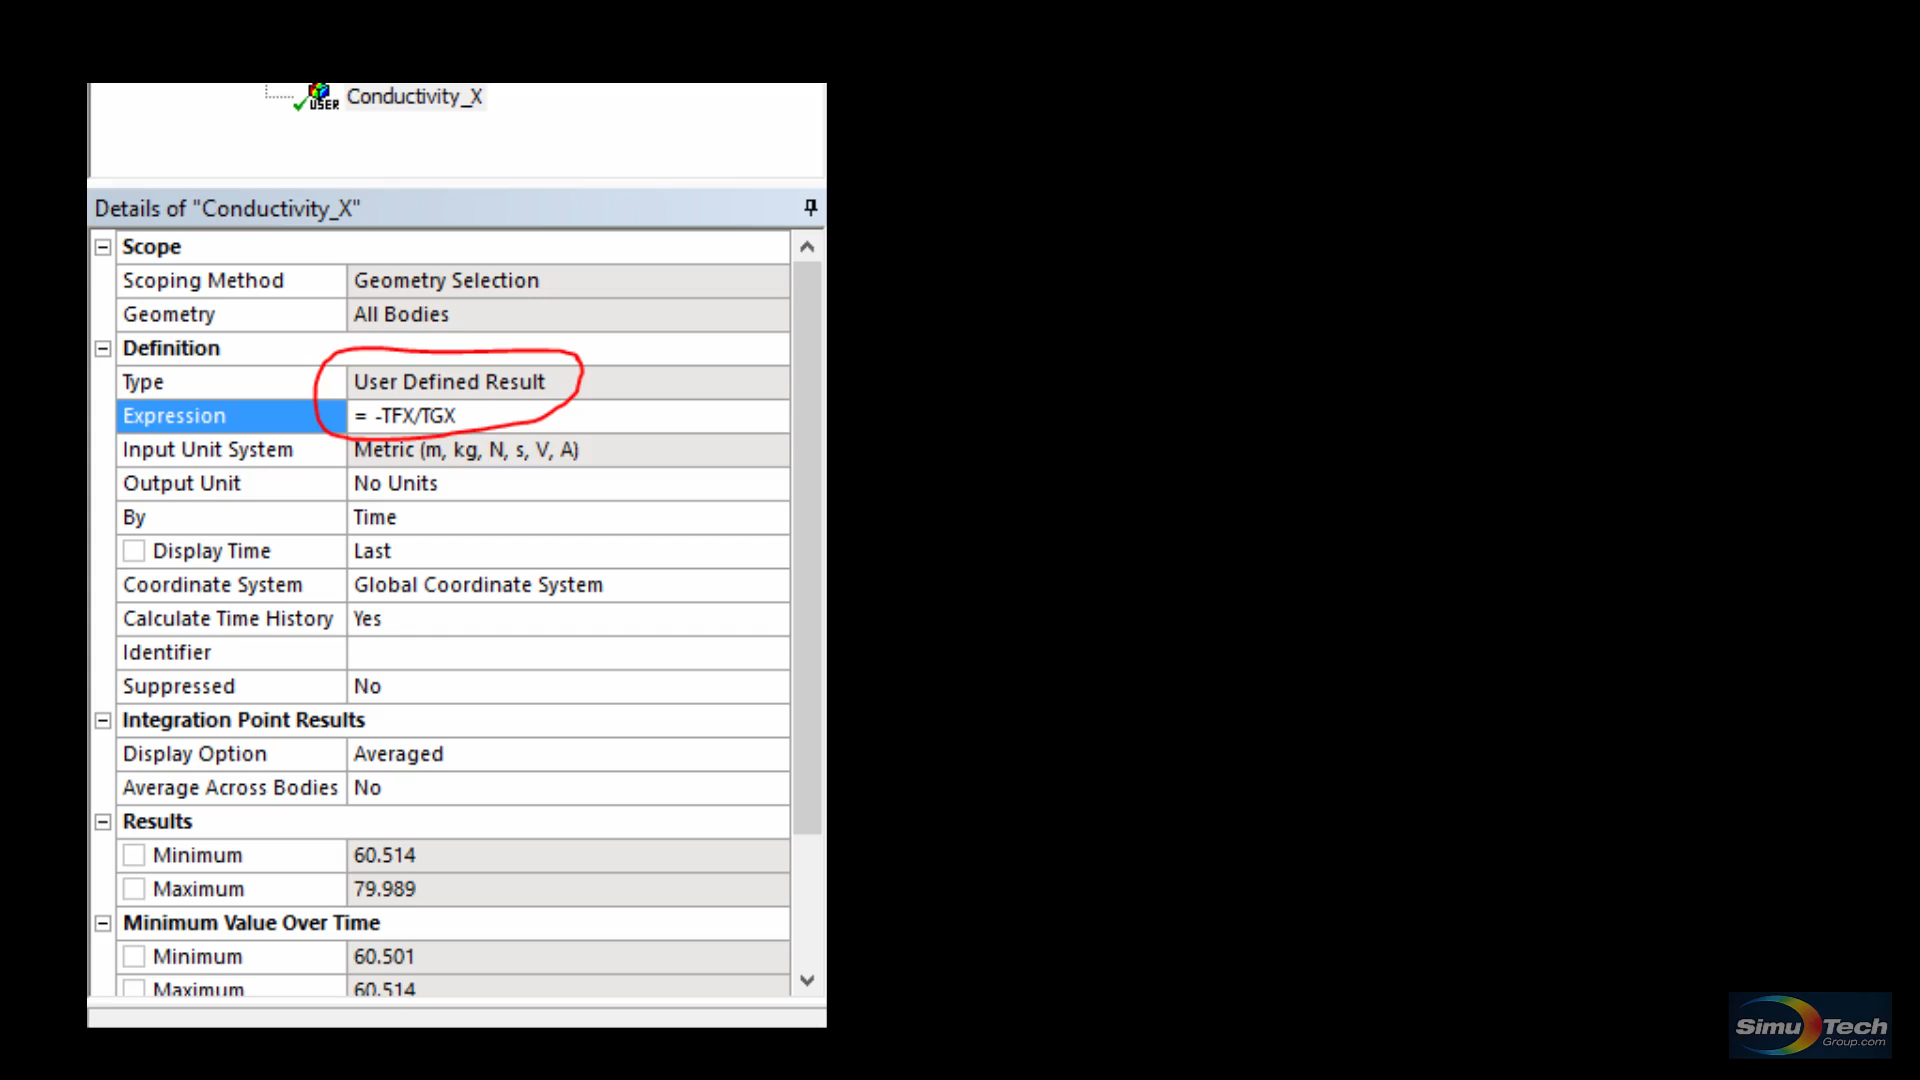 USER Conductivity_X
Details of "Conductivity_X"
Scope
Scoping Method Geometry Selection
Geometry All Bodies
Definition
Type User Defined Result
Expression = -TFX/TGX
Input Unit System Metric (m, kg, N, s, V, A)
Output Unit No Units
By Time
Display Time Last
Coordinate System Global Coordinate System
Calculate Time History Yes
Identifier
Suppressed No
Integration Point Results
Display Option Averaged
Average Across Bodies No
Results
Minimum 60.514
Maximum 79.989
Minimum Value Over Time
Minimum 60.501
Maximum 60.514
SimuTech
Group.com